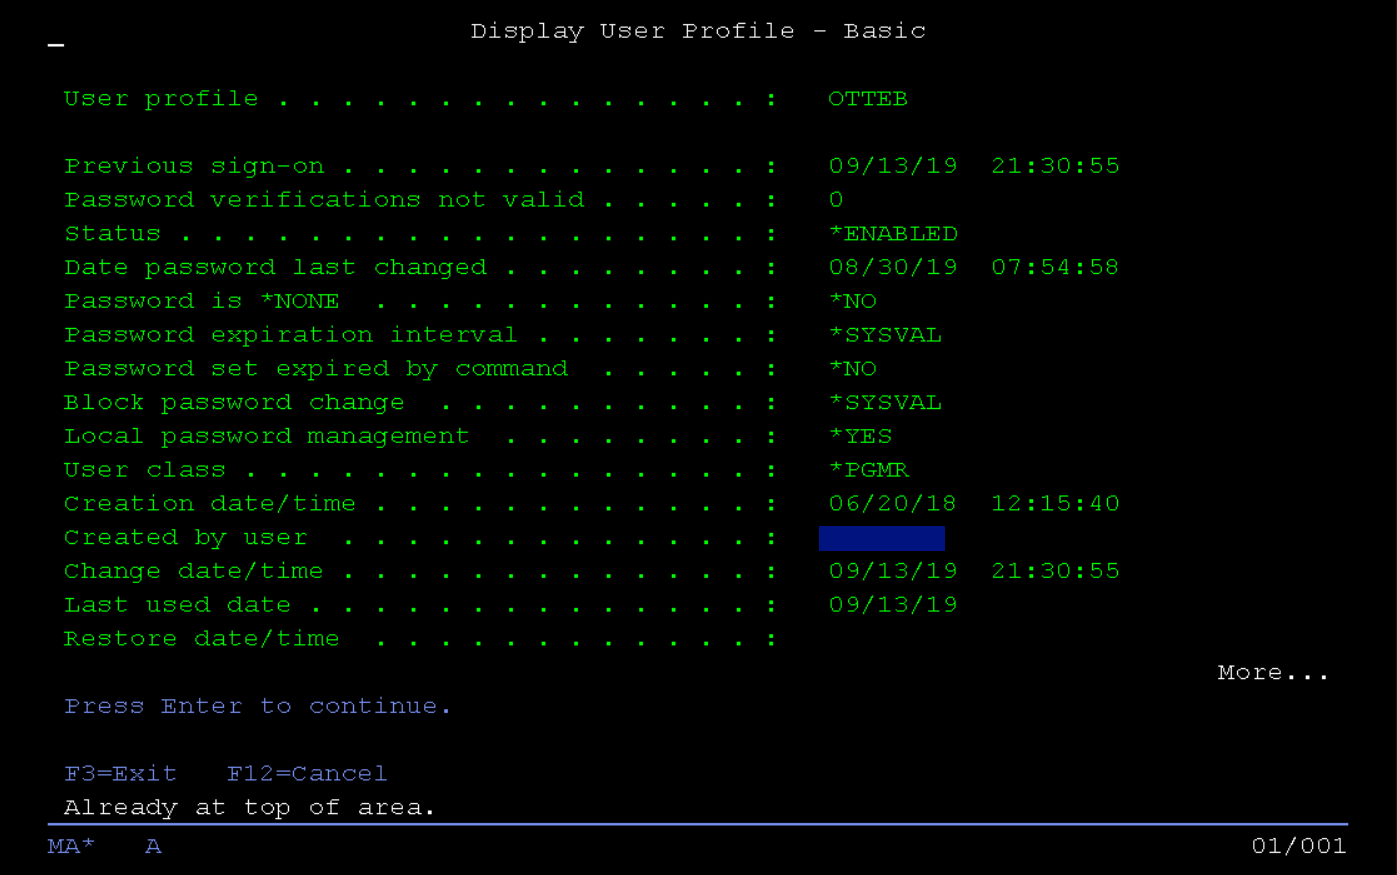 Display User Profile - Basic
User profile . . . . . . . . . . . . . . . : OTTEB
Previous sign-on . . . . . . . . . . . . . : 09/13/19 21:30:55
Password verifications not valid . . . . . : 0
Status . . . . . . . . . . . . . . . . . . : *ENABLED
Date password last changed . . . . . . . . : 08/30/19 07:54:58
Password is *NONE . . . . . . . . . . . . : *NO
Password expiration interval . . . . . . . : *SYSVAL
Password set expired by command . . . . . : *NO
Block password change . . . . . . . . . . : *SYSVAL
Local password management . . . . . . . . : *YES
User class . . . . . . . . . . . . . . . . : *PGMR
Creation date/time . . . . . . . . . . . . : 06/20/18 12:15:40
Created by user . . . . . . . . . . . . . :
Change date/time . . . . . . . . . . . . . : 09/13/19 21:30:55
Last used date . . . . . . . . . . . . . . : 09/13/19
Restore date/time . . . . . . . . . . . . :
More...
Press Enter to continue.
F3=Exit F12=Cancel
Already at top of area.
MA* A 01/001